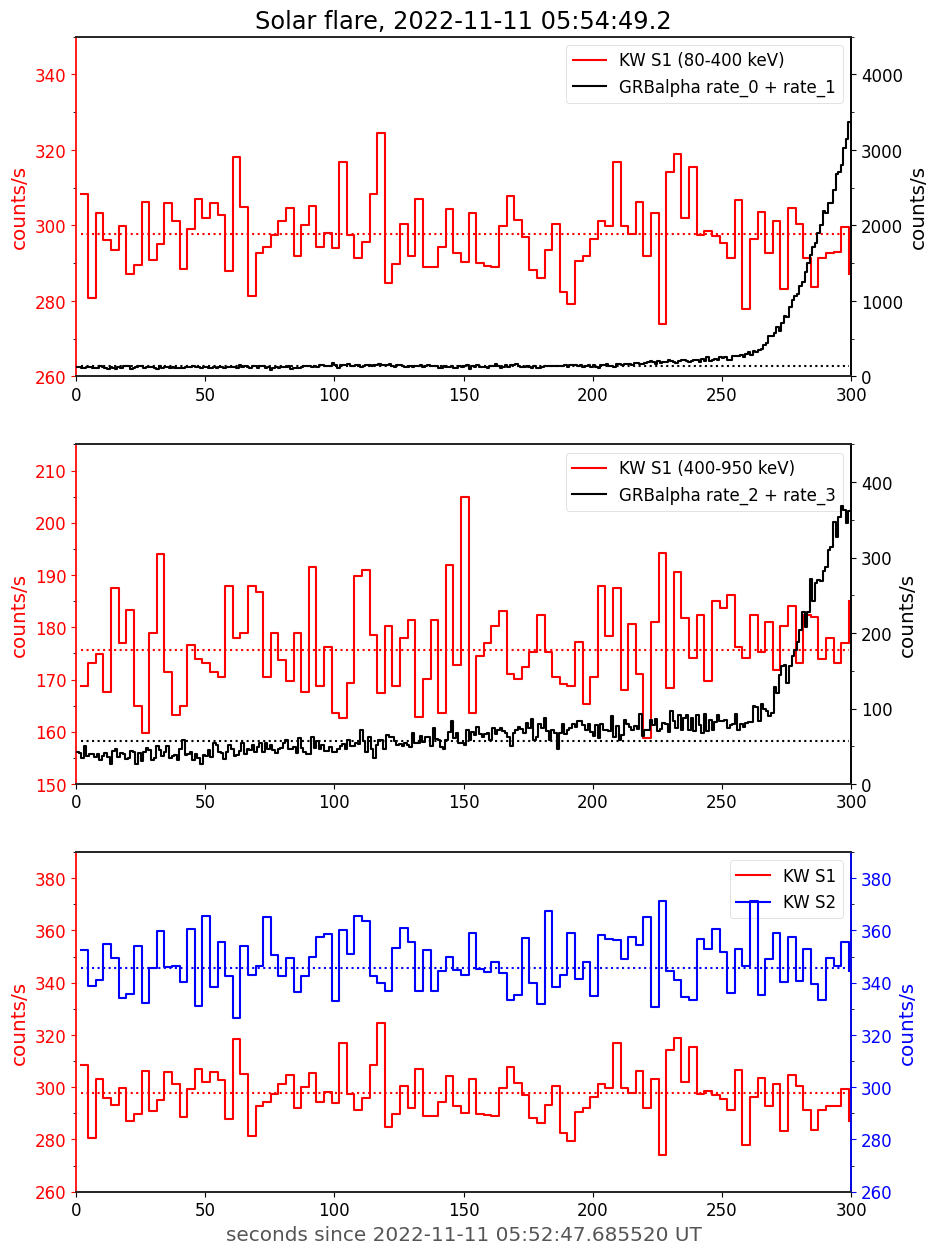 Solar flare, 2022-11-11 05:54:49.2
KW S1 (80-400 keV)
GRBalpha rate_0 + rate_1
340
320
300
280
260
counts/s
4000
3000
2000
1000
0
counts/s
0 50 100 150 200 250 300
KW S1 (400-950 keV)
GRBalpha rate_2 + rate_3
210
200
190
180
170
160
150
counts/s
400
300
200
100
0
counts/s
0 50 100 150 200 250 300
KW S1
KW S2
380
360
340
320
300
280
260
counts/s
380
360
340
320
300
280
260
counts/s
0 50 100 150 200 250 300
seconds since 2022-11-11 05:52:47.685520 UT